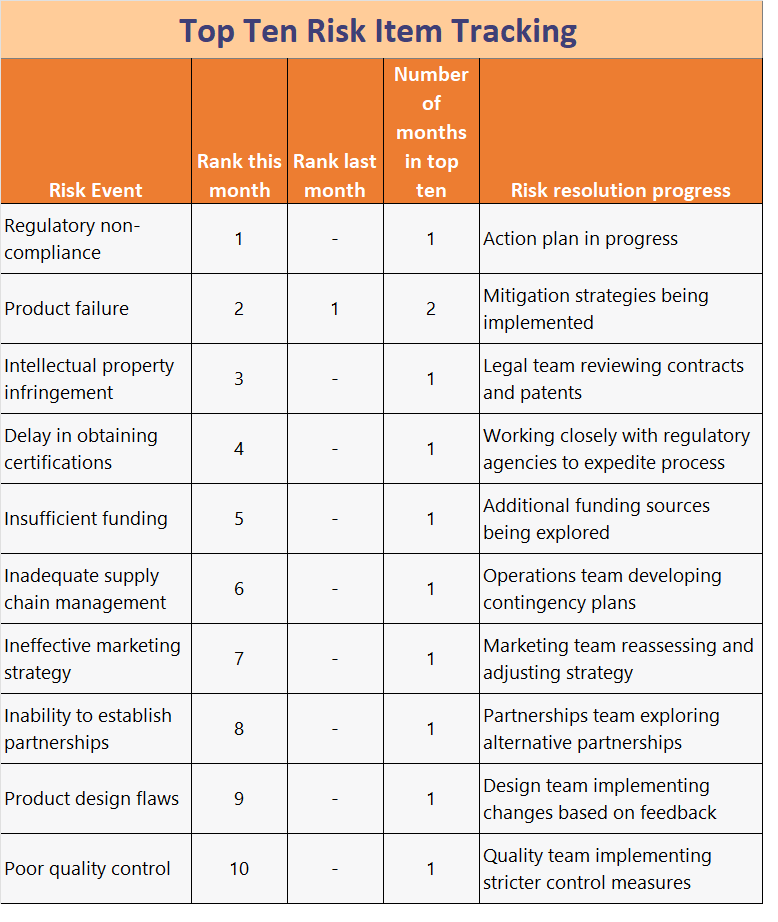 Top Ten Risk Item Tracking
Risk Event
Rank this
month
Rank last
month
Number
of
months
in top
ten
Risk resolution progress
Regulatory non-
compliance
1
-
1
Action plan in progress
Product failure
2
1
2
Mitigation strategies being
implemented
Intellectual property
infringement
3
-
1
Legal team reviewing contracts
and patents
Delay in obtaining
certifications
4
-
1
Working closely with regulatory
agencies to expedite process
Insufficient funding
5
-
1
Additional funding sources
being explored
Inadequate supply
chain management
6
-
1
Operations team developing
contingency plans
Ineffective marketing
strategy
7
-
1
Marketing team reassessing and
adjusting strategy
Inability to establish
partnerships
8
-
1
Partnerships team exploring
alternative partnerships
Product design flaws
9
-
1
Design team implementing
changes based on feedback
Poor quality control
10
-
1
Quality team implementing
stricter control measures